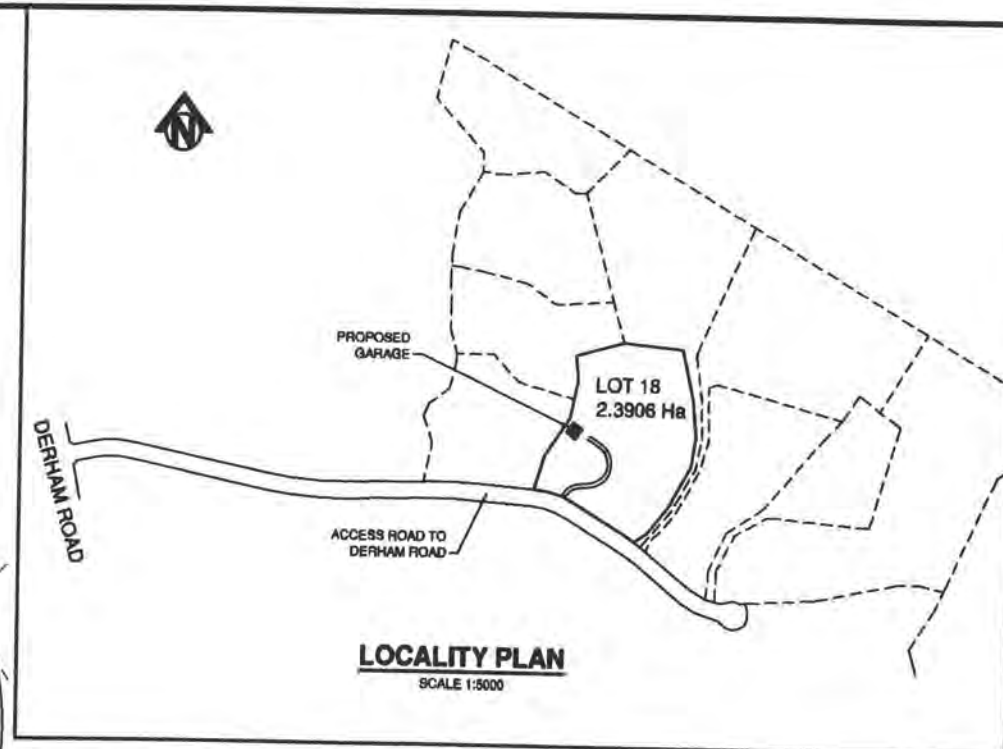 N
PROPOSED
GARAGE
LOT 18
2.3906 Ha
DERHAM ROAD
ACCESS ROAD TO
DERHAM ROAD
LOCALITY PLAN
SCALE 1:5000